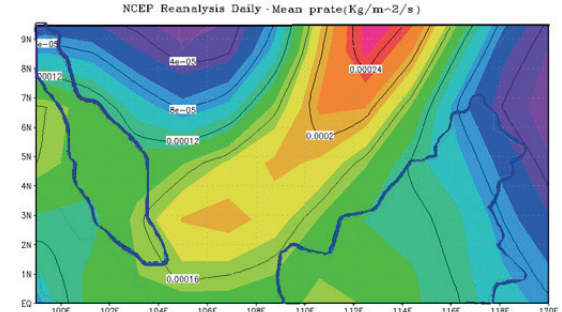 NCEP Reanalysis Daily - Mean prate(Kg/m^2/s)
9N
e-05
4e-05
0.00024
8N
00012
7N
8e-05
6N
0.0002
0.00012
5N
4N
3N
2N
1N
0.00016
EQ
100E 102E 104E 106E 108E 110E 112E 114E 116E 118E 120E